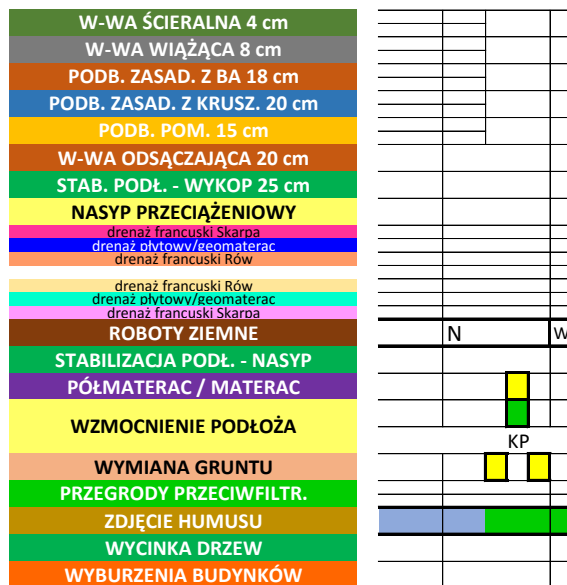 W-WA ŚCIERALNA 4 cm
W-WA WIĄŻĄCA 8 cm
PODB. ZASAD. Z BA 18 cm
PODB. ZASAD. Z KRUSZ. 20 cm
PODB. POM. 15 cm
W-WA ODSĄCZAJĄCA 20 cm
STAB. PODŁ. - WYKOP 25 cm
NASYP PRZECIĄŻENIOWY
drenaż francuski Skarpa
drenaż płytowy/geomaterac
drenaż francuski Rów
drenaż francuski Rów
drenaż płytowy/geomaterac
drenaż francuski Skarpa
ROBOTY ZIEMNE N W
STABILIZACJA PODŁ. - NASYP
PÓŁMATERAC / MATERAC
WZMOCNIENIE PODŁOŻA
KP
WYMIANA GRUNTU
PRZEGRODY PRZECIWFILTR.
ZDJĘCIE HUMUSU
WYCINKA DRZEW
WYBURZENIA BUDYNKÓW